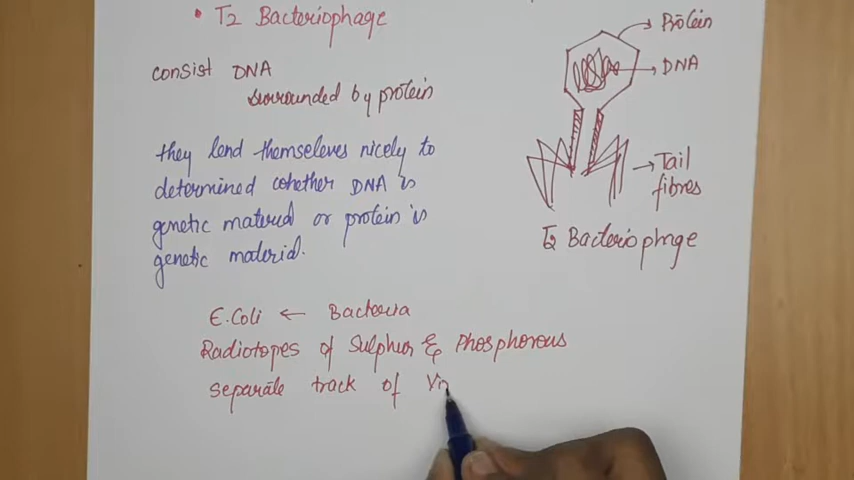 • T2 Bacteriophage
consist DNA
surrounded by protein
they lend themseleves nicely to
determined whether DNA is
genetic material or protein is
genetic material.
Protein
DNA
Tail
fibres
T2 Bacteriophage
E.Coli ← Bacteria
Radiotopes of Sulphur & Phosphorous
separate track of